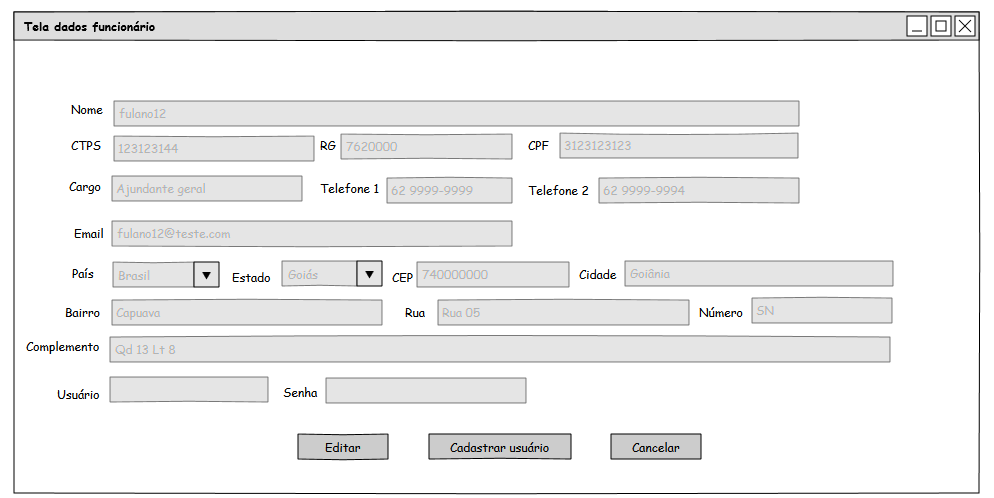 Tela dados funcionário
Nome fulano12
CTPS 123123144 RG 7620000 CPF 3123123123
Cargo Ajundante geral Telefone 1 62 9999-9999 Telefone 2 62 9999-9994
Email fulano12@teste.com
País Brasil Estado Goiás CEP 740000000 Cidade Goiânia
Bairro Capuava Rua Rua 05 Número SN
Complemento Qd 13 Lt 8
Usuário Senha
Editar Cadastrar usuário Cancelar